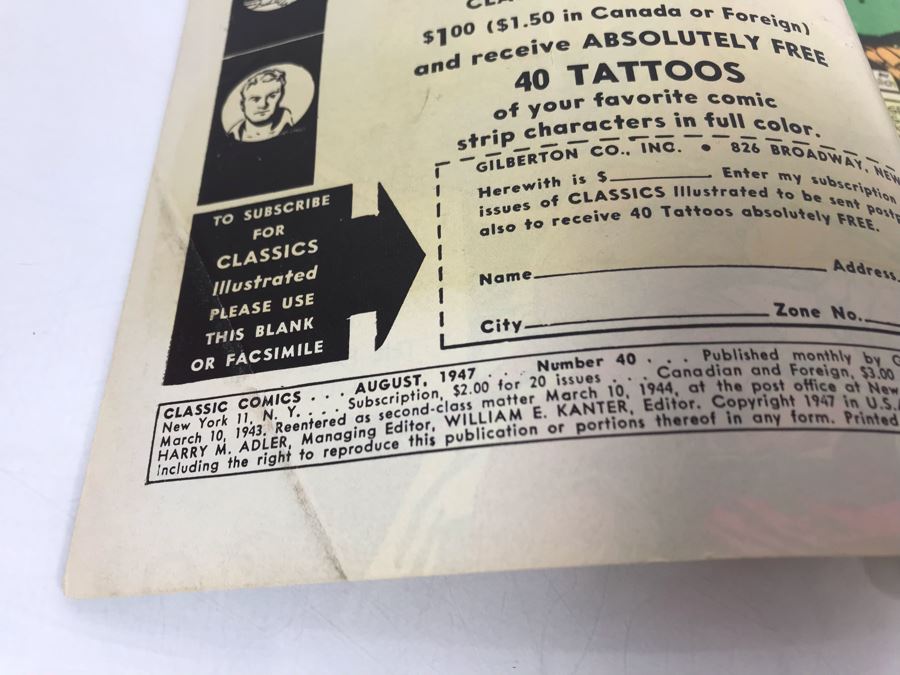 $1.00 ($1.50 in Canada or Foreign)
and receive ABSOLUTELY FREE
40 TATTOOS
of your favorite comic
strip characters in full color.
TO SUBSCRIBE
FOR
CLASSICS
Illustrated
PLEASE USE
THIS BLANK
OR FACSIMILE
GILBERTON CO., INC. • 826 BROADWAY, NEW
Herewith is $ Enter my subscription
issues of CLASSICS Illustrated to be sent
also to receive 40 Tattoos absolutely FREE.
Name Address
City Zone No.
CLASSIC COMICS . . . AUGUST, 1947 . . . Number 40 . . . Published monthly by
New York 11, N. Y. . . . Subscription, $2.00 for 20 issues . . . Canadian and Foreign, $3.00
March 10, 1943. Reentered as second-class matter March 10, 1944, at the post office at New
HARRY M. ADLER, Managing Editor, WILLIAM E. KANTER, Editor. Copyright 1947 in U.S.
Including the right to reproduce this publication or portions thereof in any form. Printed